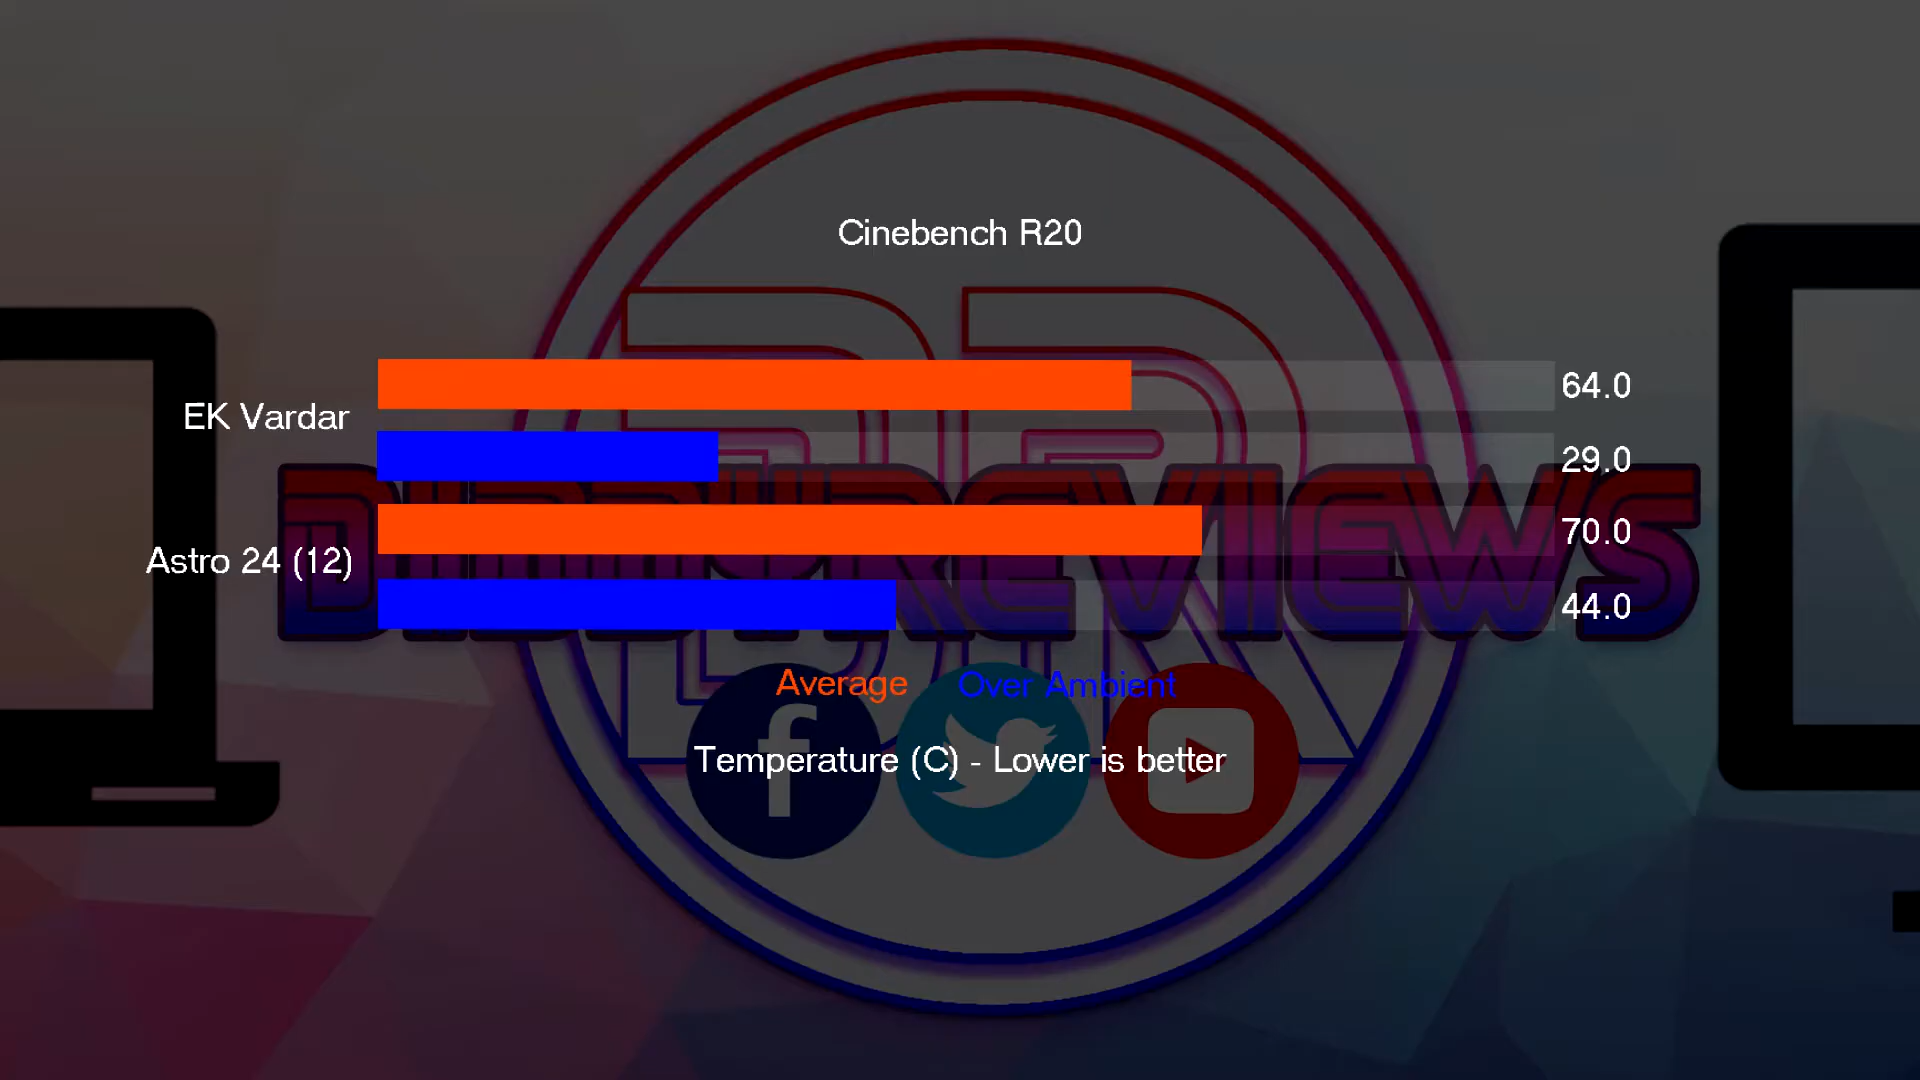 Cinebench R20
64.0
EK Vardar
29.0
70.0
Astro 24 (12)
44.0
Average Over Ambient
Temperature (C) - Lower is better